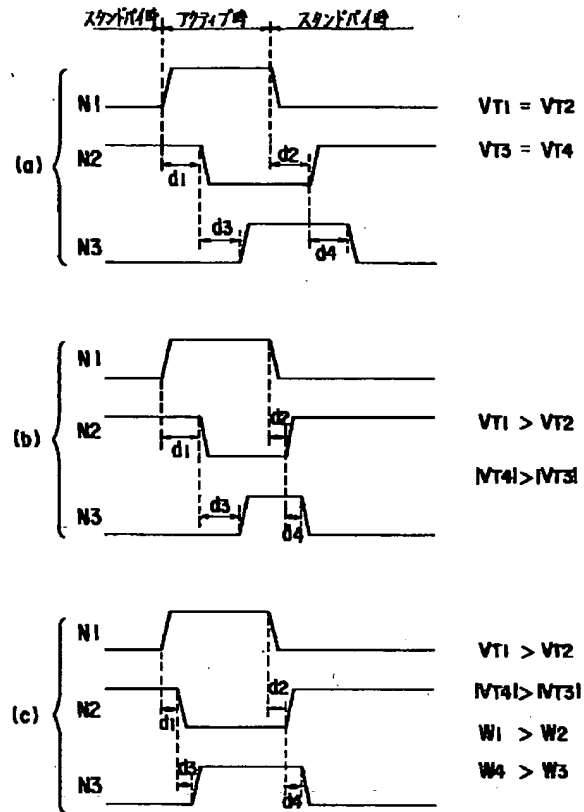 スタンドバイ時 アクティブ時 スタンドバイ時
(a)
N1
VT1 = VT2
N2
d1
d2
VT3 = VT4
d3
N3
d4
(b)
N1
N2
d1
d2
VT1 > VT2
|VT4|>|VT3|
d3
N3
d4
(c)
N1
VT1 > VT2
N2
d1
d2
|VT4|>|VT3|
W1 > W2
d3
N3
d4
W4 > W3